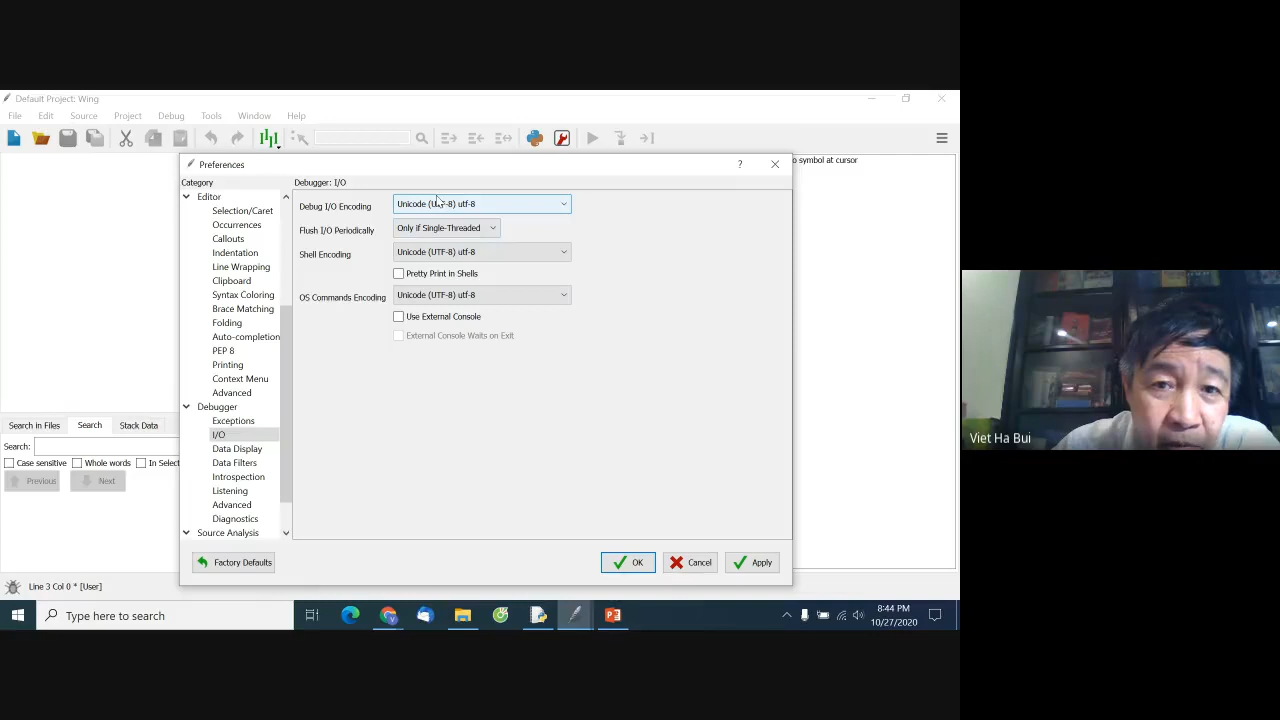 Default Project: Wing
File Edit Source Project Debug Tools Window Help
Preferences
?
Category
Debugger: I/O
o symbol at cursor
Editor
Selection/Caret
Occurrences
Callouts
Indentation
Line Wrapping
Clipboard
Syntax Coloring
Brace Matching
Folding
Auto-completion
PEP 8
Printing
Context Menu
Advanced
Debugger
Exceptions
I/O
Data Display
Data Filters
Introspection
Listening
Advanced
Diagnostics
Source Analysis
Debug I/O Encoding Unicode (UTF-8) utf-8
Flush I/O Periodically Only if Single-Threaded
Shell Encoding Unicode (UTF-8) utf-8
Pretty Print in Shells
OS Commands Encoding Unicode (UTF-8) utf-8
Use External Console
External Console Waits on Exit
Factory Defaults
OK Cancel Apply
Search in Files Search Stack Data
Search:
Case sensitive Whole words In Select
Previous Next
Line 3 Col 0 * [User]
Type here to search
8:44 PM
10/27/2020
Viet Ha Bui